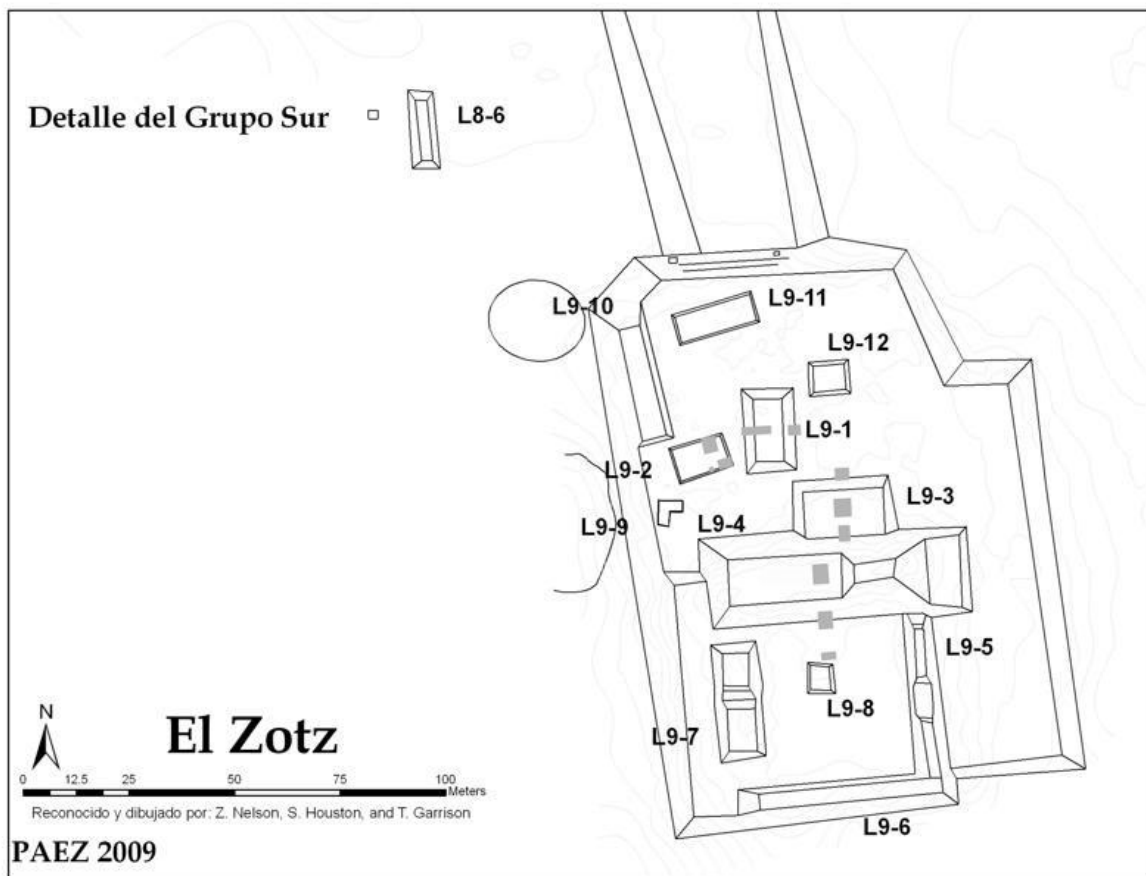 Detalle del Grupo Sur
L8-6
L9-10
L9-11
L9-12
L9-1
L9-2
L9-3
L9-9
L9-4
L9-5
L9-8
L9-7
L9-6
N
El Zotz
0 12.5 25 50 75 100
Meters
Reconocido y dibujado por: Z. Nelson, S. Houston, and T. Garrison
PAEZ 2009